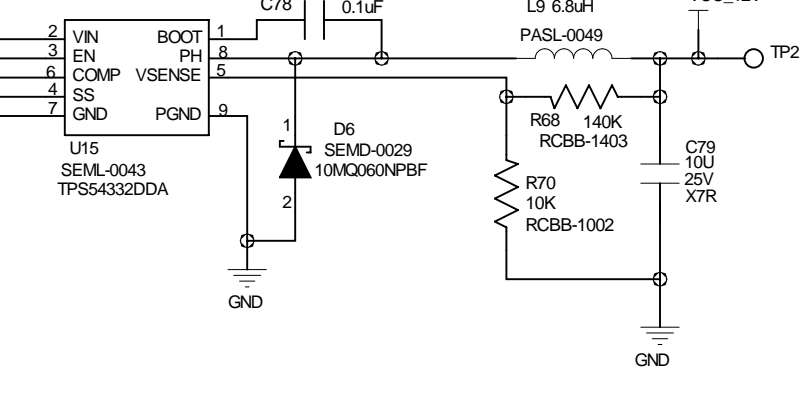 C78
0.1uF
L9 6.8uH
PASL-0049
2 VIN BOOT 1
3 EN PH 8
6 COMP VSENSE 5
4 SS
7 GND PGND 9
U15
SEML-0043
TPS54332DDA
1
D6
SEMD-0029
10MQ060NPBF
2
GND
TP2
R68 140K
RCBB-1403
R70
10K
RCBB-1002
C79
10U
25V
X7R
GND